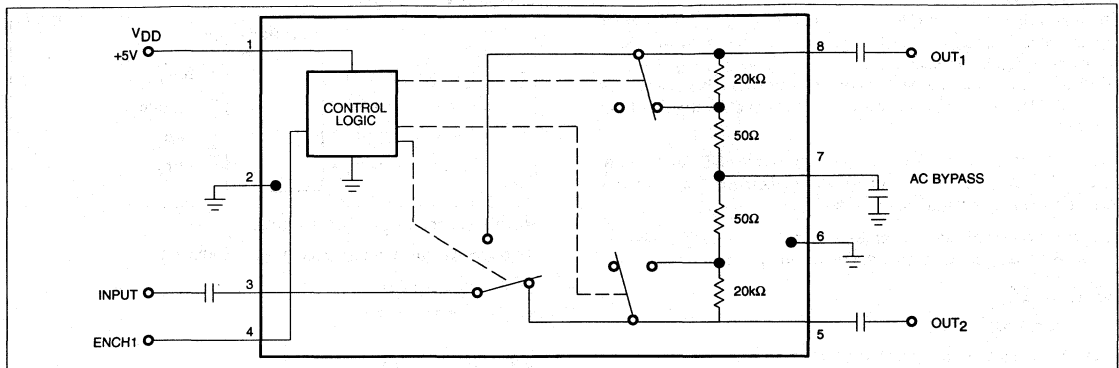 VDD
+5V
1
8
OUT1
20kΩ
CONTROL
LOGIC
50Ω
7
2
AC BYPASS
50Ω
6
INPUT
3
20kΩ
ENCH1
4
5
OUT2